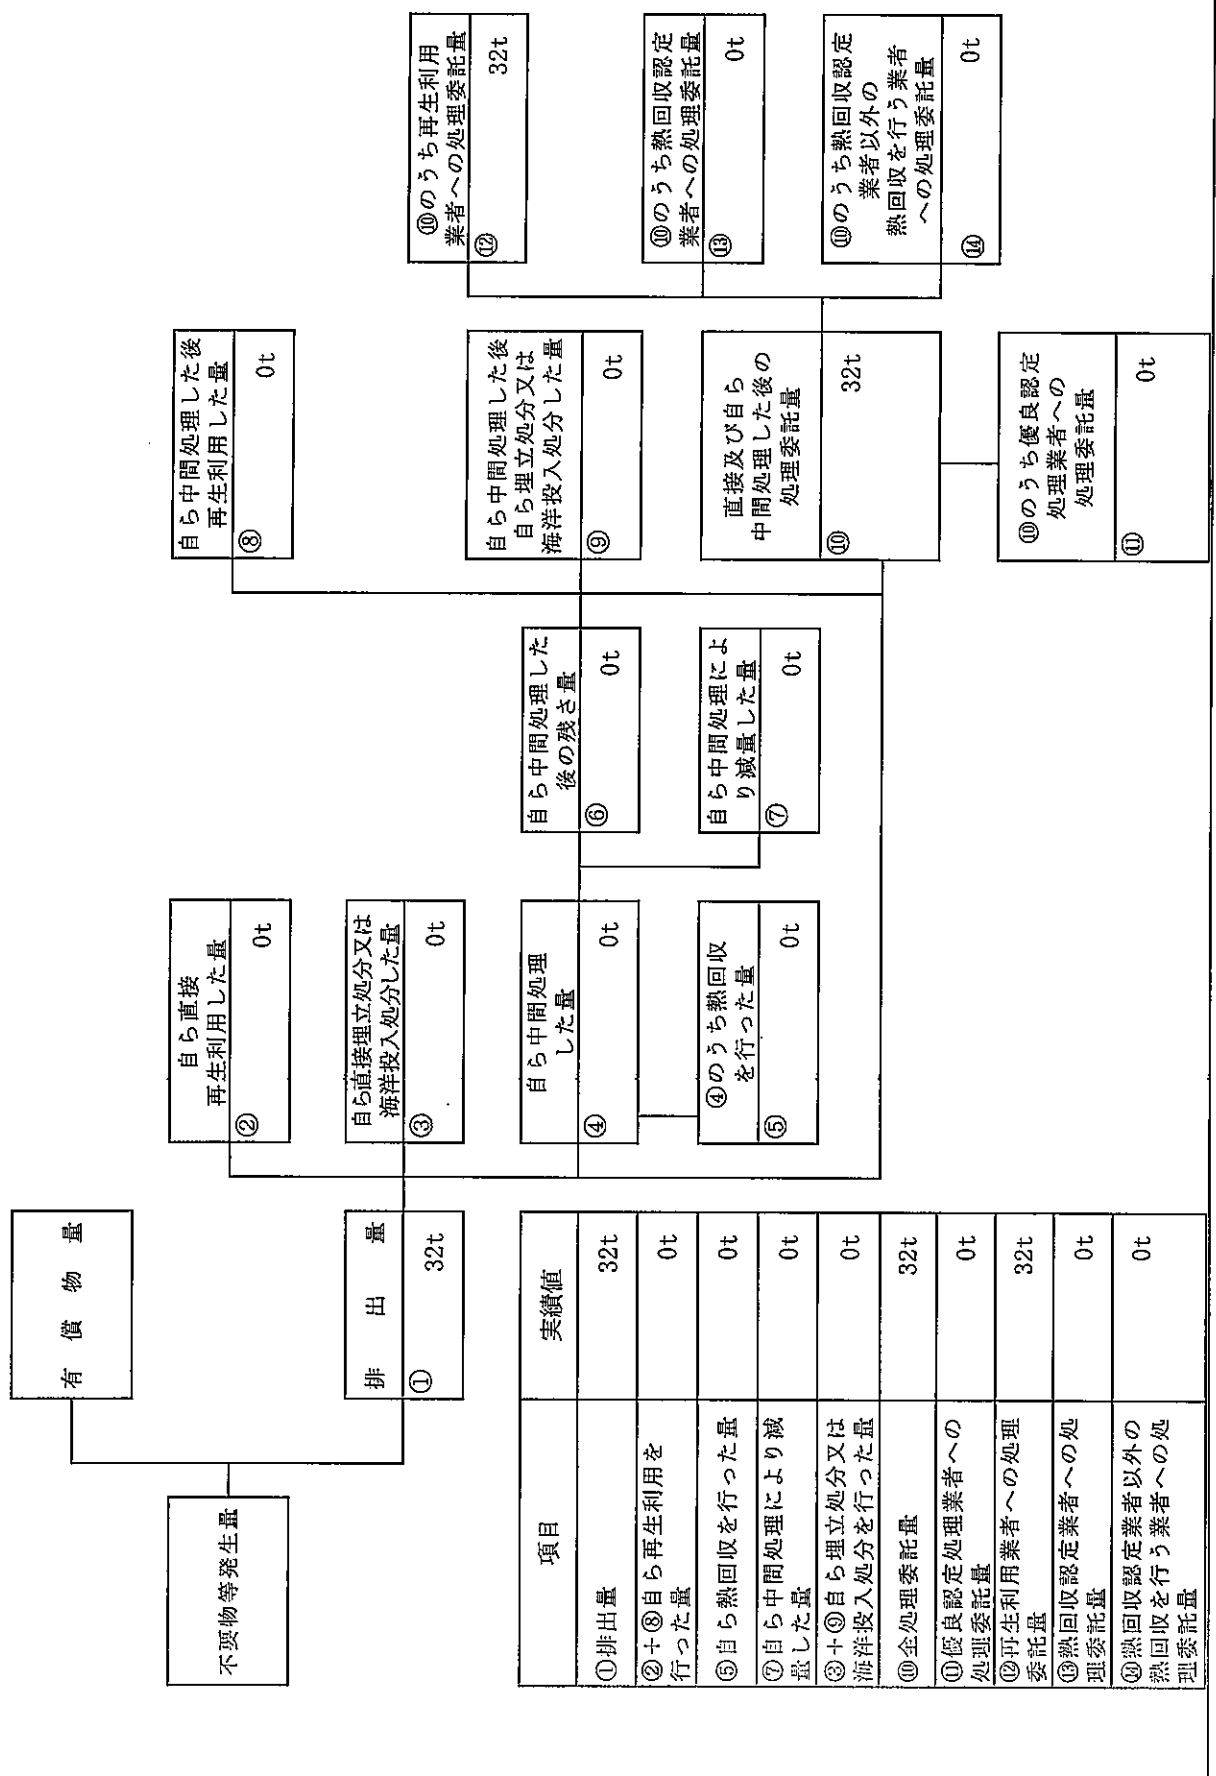 不要物等発生量
有償物量
排出量
①
32t
自ら直接
再生利用した量
②
0t
自ら直接埋立処分又は
海洋投入処分した量
③
0t
自ら中間処理
した量
④
0t
④のうち熱回収
を行った量
⑤
0t
自ら中間処理した
後の残さ量
⑥
0t
自ら中間処理によ
り減量した量
⑦
0t
自ら中間処理した後
再生利用した量
⑧
0t
自ら中間処理した後
自ら埋立処分又は
海洋投入処分した量
⑨
0t
直接及び自ら
中間処理した後の
処理委託量
⑩
32t
⑩のうち優良認定
処理業者への
処理委託量
⑪
0t
⑩のうち再生利用
業者への処理委託量
⑫
32t
⑩のうち熱回収認定
業者への処理委託量
⑬
0t
⑩のうち熱回収認定
業者以外の
熱回収を行う業者
への処理委託量
⑭
0t
項目 実績値
①排出量 32t
②+⑧自ら再生利用を
行った量 0t
⑤自ら熱回収を行った量 0t
⑦自ら中間処理により減
量した量 0t
③+⑨自ら埋立処分又は
海洋投入処分を行った量 0t
⑩全処理委託量 32t
⑪優良認定処理業者への
処理委託量 0t
⑫再生利用業者への処理
委託量 32t
⑬熱回収認定業者への処
理委託量 0t
⑭熱回収認定業者以外の
熱回収を行う業者への処
理委託量 0t